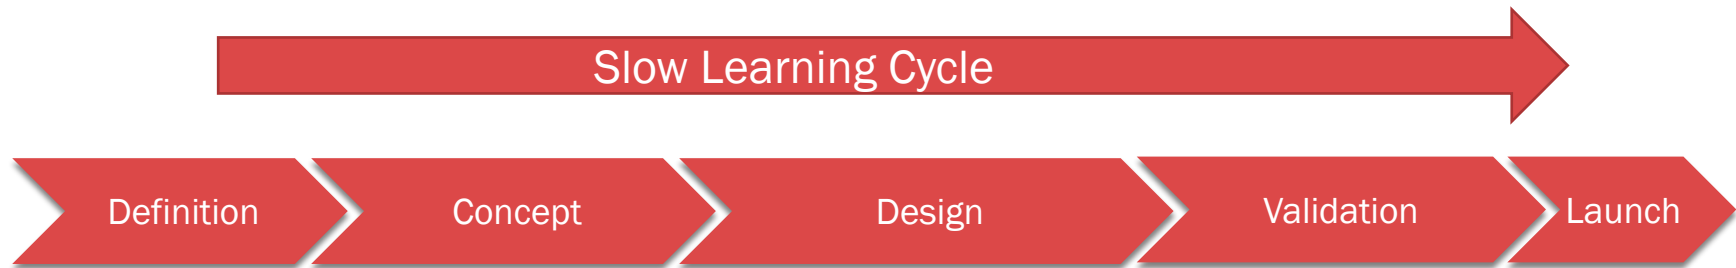 Slow Learning Cycle
Definition
Concept
Design
Validation
Launch